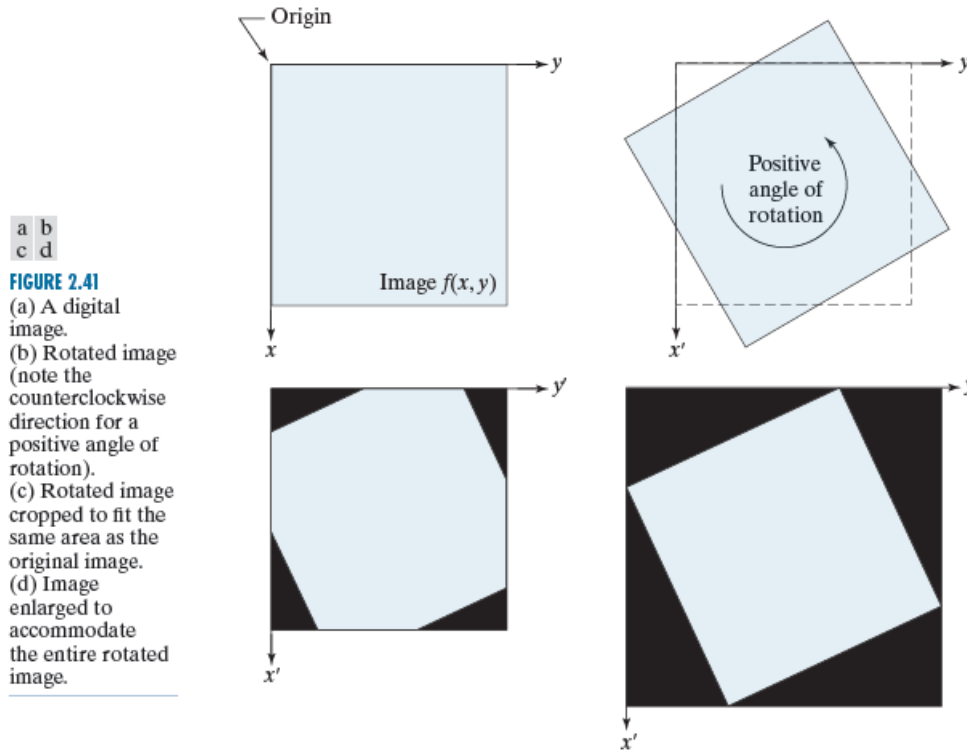 Origin
y
x
Image f(x, y)
y
x'
Positive
angle of
rotation
a b
c d
FIGURE 2.41
(a) A digital
image.
(b) Rotated image
(note the
counterclockwise
direction for a
positive angle of
rotation).
(c) Rotated image
cropped to fit the
same area as the
original image.
(d) Image
enlarged to
accommodate
the entire rotated
image.
y'
x'
x'